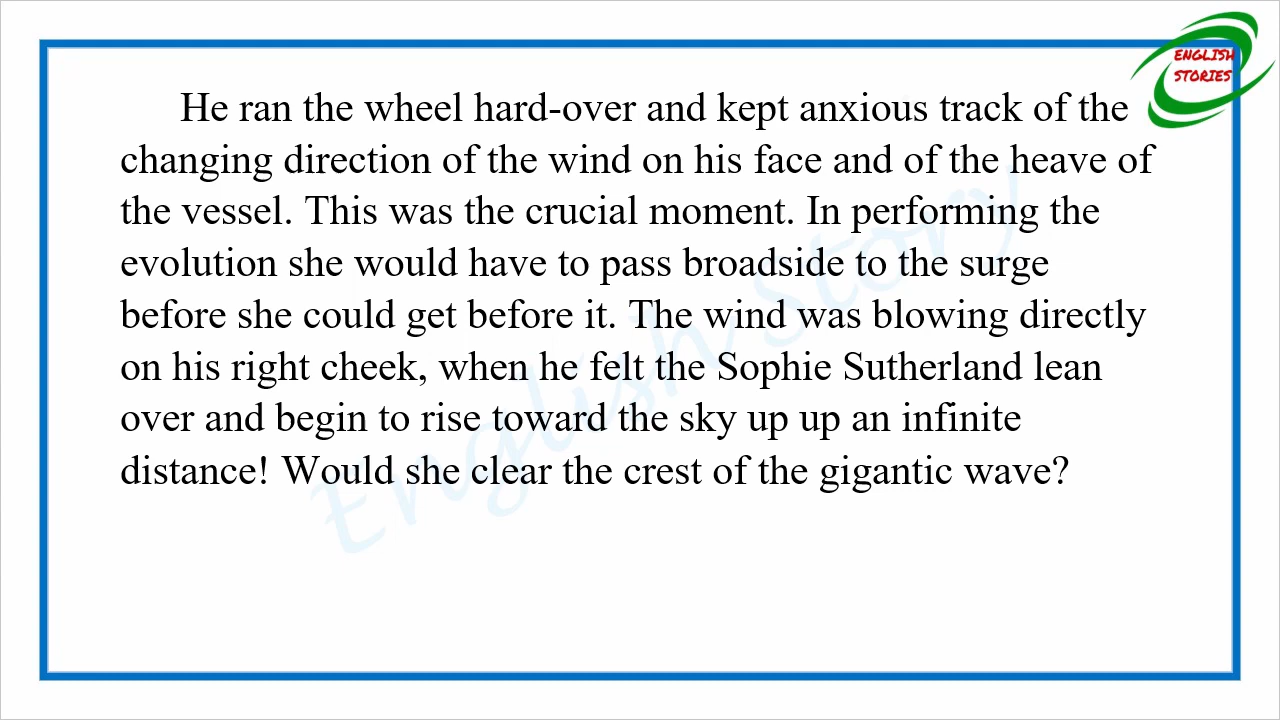 ENGLISH
STORIES
He ran the wheel hard-over and kept anxious track of the
changing direction of the wind on his face and of the heave of
the vessel. This was the crucial moment. In performing the
evolution she would have to pass broadside to the surge
before she could get before it. The wind was blowing directly
on his right cheek, when he felt the Sophie Sutherland lean
over and begin to rise toward the sky up up an infinite
distance! Would she clear the crest of the gigantic wave?
English Story